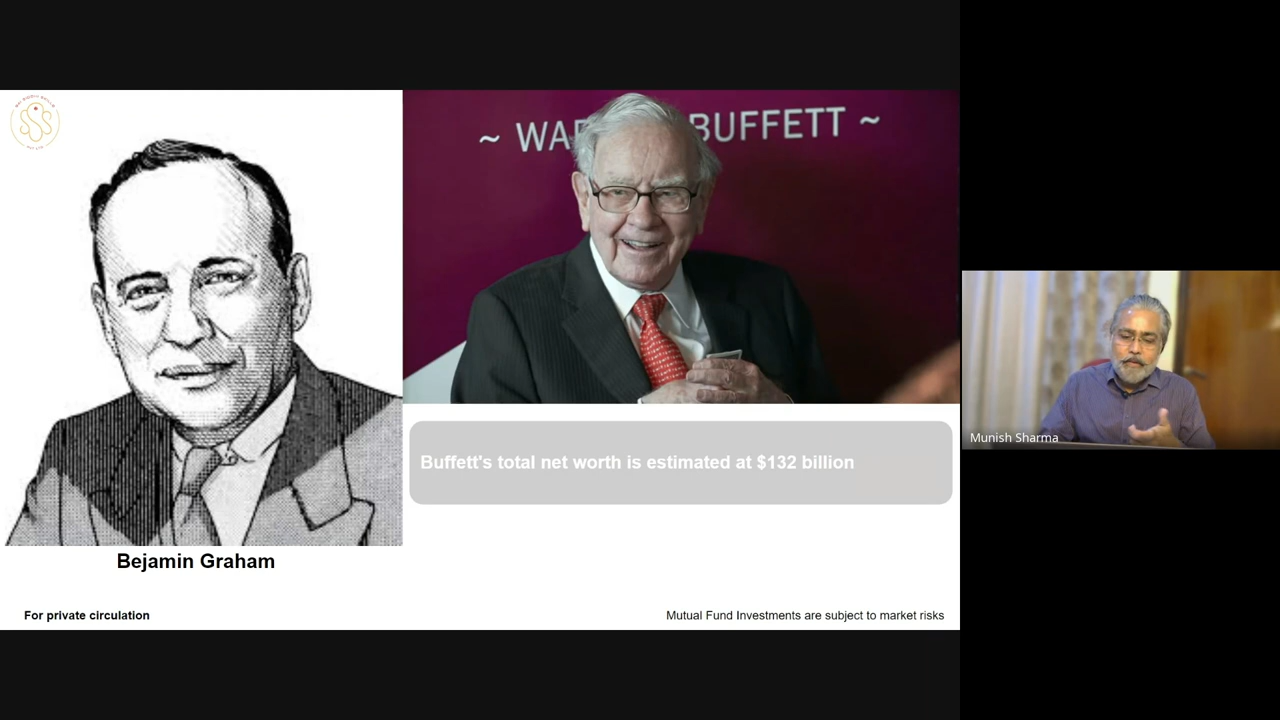 ~ WA BUFFETT ~
Buffett's total net worth is estimated at $132 billion
Munish Sharma
Bejamin Graham
For private circulation
Mutual Fund Investments are subject to market risks